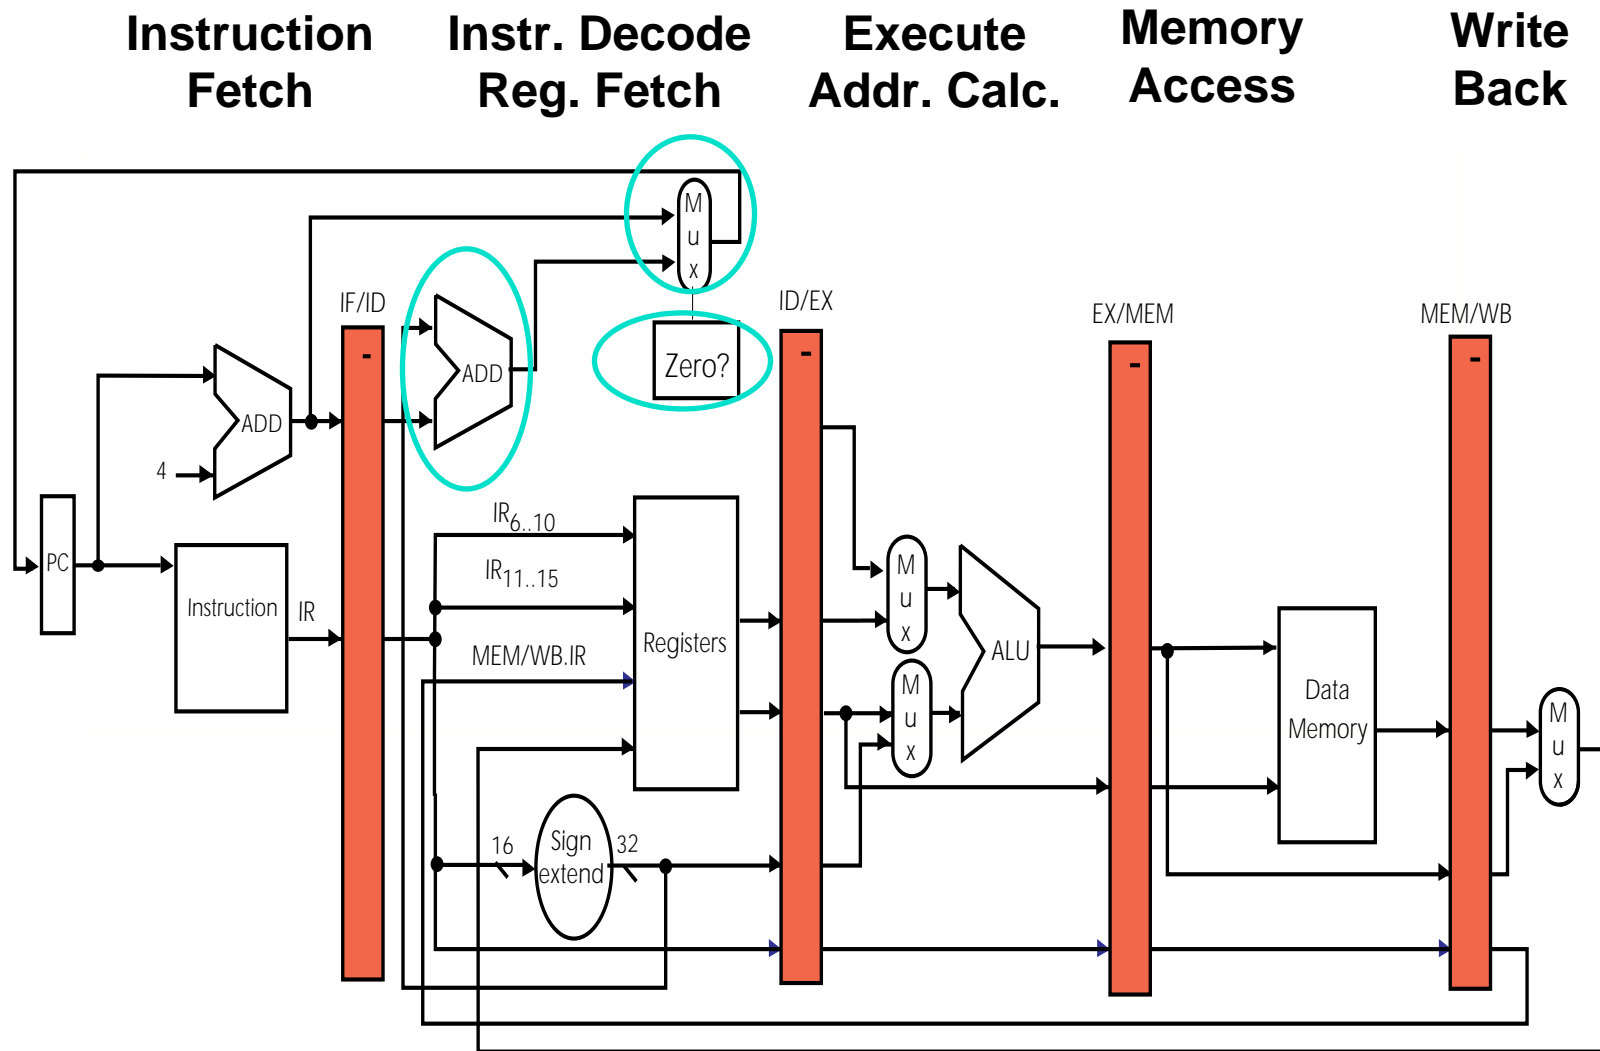 Instruction
Fetch
Instr. Decode
Reg. Fetch
Execute
Addr. Calc.
Memory
Access
Write
Back
M
u
x
IF/ID
ID/EX
EX/MEM
MEM/WB
-
-
-
-
Zero?
ADD
ADD
4
PC
Instruction
IR
IR6..10
IR11..15
MEM/WB.IR
Registers
M
u
x
M
u
x
ALU
Data
Memory
M
u
x
16
Sign
extend
32